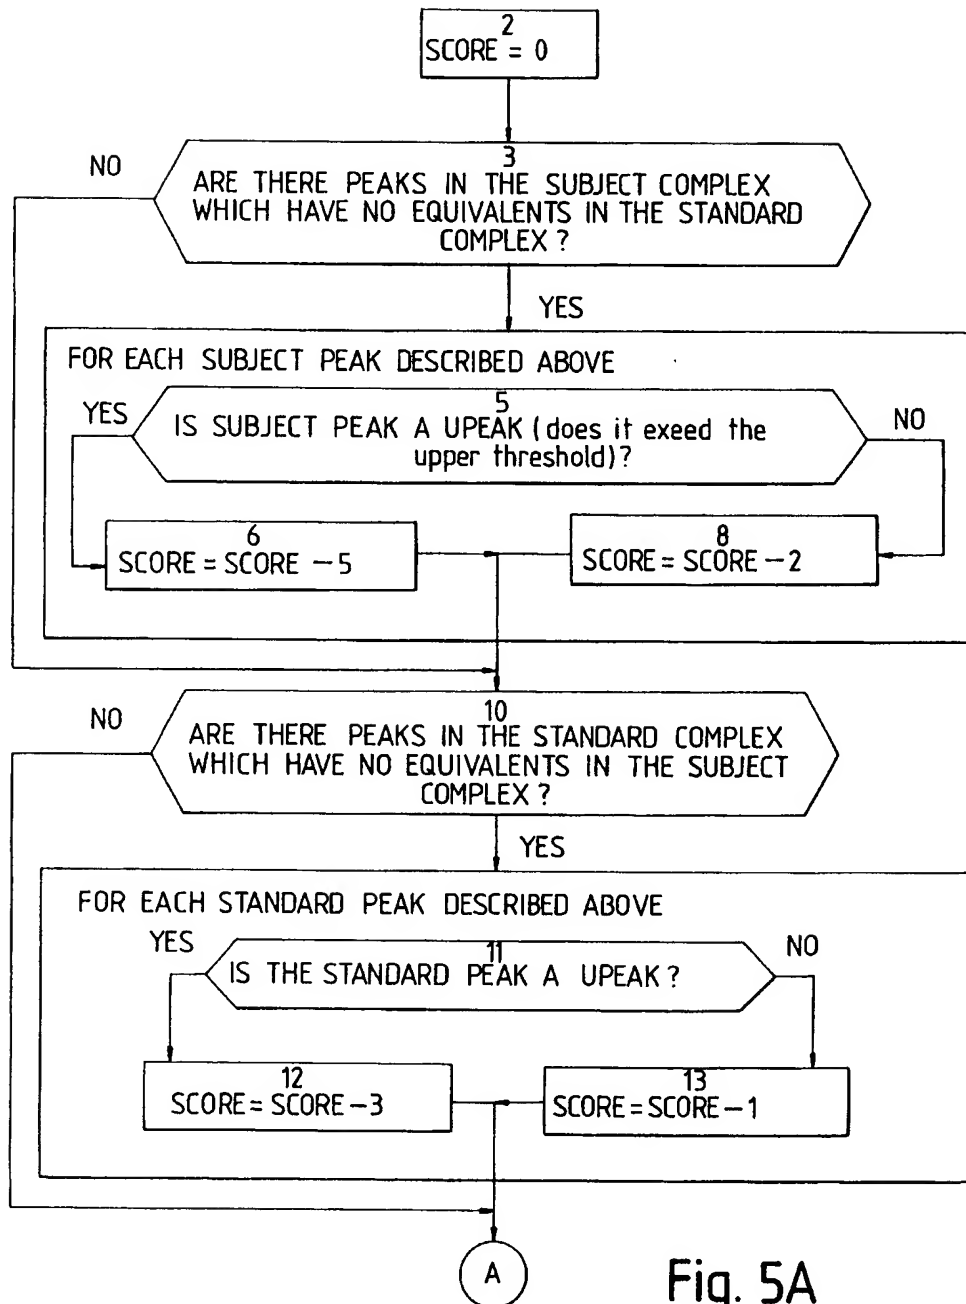 2
SCORE = 0
NO
3
ARE THERE PEAKS IN THE SUBJECT COMPLEX
WHICH HAVE NO EQUIVALENTS IN THE STANDARD
COMPLEX ?
YES
FOR EACH SUBJECT PEAK DESCRIBED ABOVE
YES
5
NO
IS SUBJECT PEAK A UPEAK (does it exeed the
upper threshold)?
6
SCORE = SCORE - 5
8
SCORE = SCORE - 2
NO
10
ARE THERE PEAKS IN THE STANDARD COMPLEX
WHICH HAVE NO EQUIVALENTS IN THE SUBJECT
COMPLEX ?
YES
FOR EACH STANDARD PEAK DESCRIBED ABOVE
YES
11
NO
IS THE STANDARD PEAK A UPEAK ?
12
SCORE = SCORE - 3
13
SCORE = SCORE - 1
A
Fig. 5A